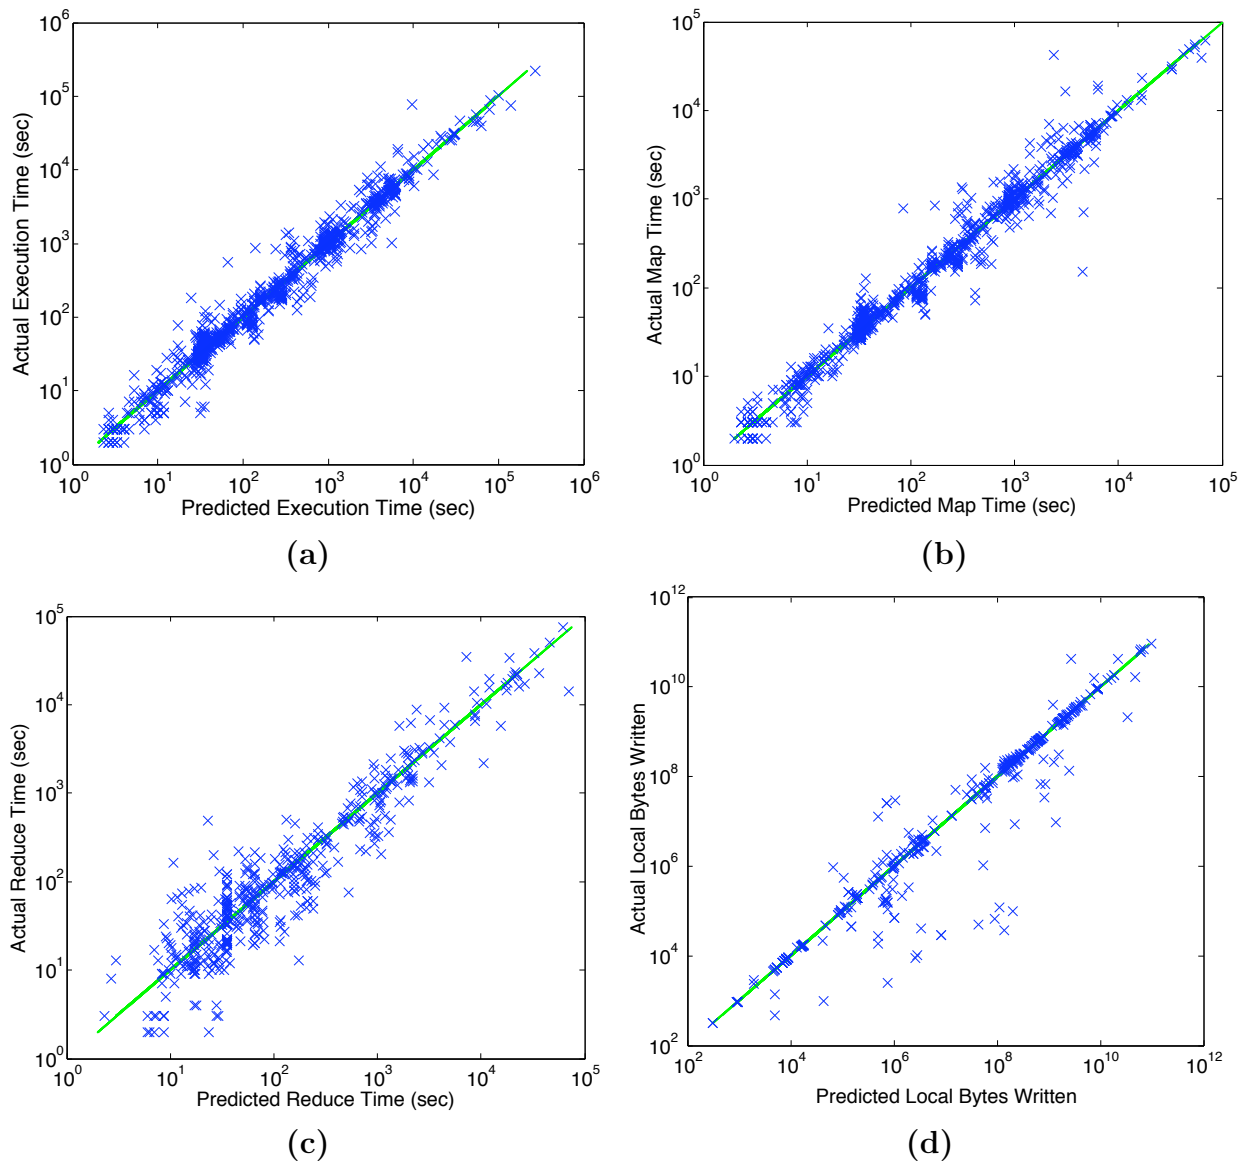 10^6
10^5
10^4
10^3
10^2
10^1
10^0
Actual Execution Time (sec)
10^0 10^1 10^2 10^3 10^4 10^5 10^6
Predicted Execution Time (sec)
(a)
10^5
10^4
10^3
10^2
10^1
10^0
Actual Map Time (sec)
10^0 10^1 10^2 10^3 10^4 10^5
Predicted Map Time (sec)
(b)
10^5
10^4
10^3
10^2
10^1
10^0
Actual Reduce Time (sec)
10^0 10^1 10^2 10^3 10^4 10^5
Predicted Reduce Time (sec)
(c)
10^12
10^10
10^8
10^6
10^4
10^2
Actual Local Bytes Written
10^2 10^4 10^6 10^8 10^10 10^12
Predicted Local Bytes Written
(d)